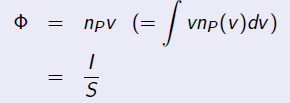 Φ = n_P v (= ∫ v n_P(v)dv)
= I/S